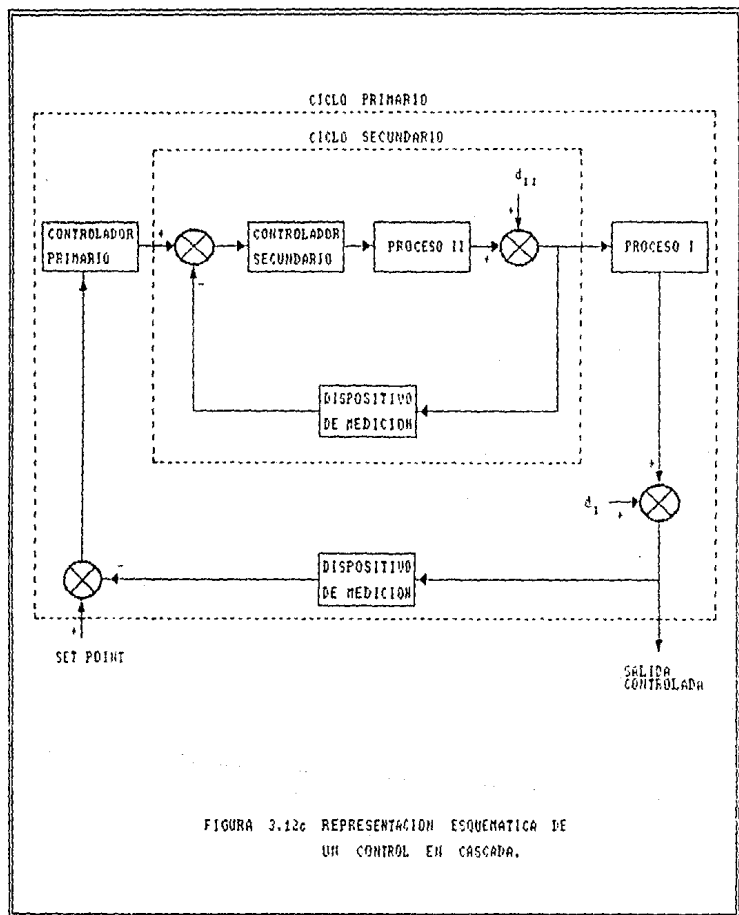 CICLO PRIMARIO
CICLO SECUNDARIO
d II
+
CONTROLADOR
PRIMARIO
+
-
CONTROLADOR
SECUNDARIO
PROCESO II
+
PROCESO I
DISPOSITIVO
DE MEDICION
+
d I
+
-
DISPOSITIVO
DE MEDICION
+
SET POINT
SALIDA
CONTROLADA
FIGURA 3.12c REPRESENTACION ESQUEMATICA DE
UN CONTROL EN CASCADA.